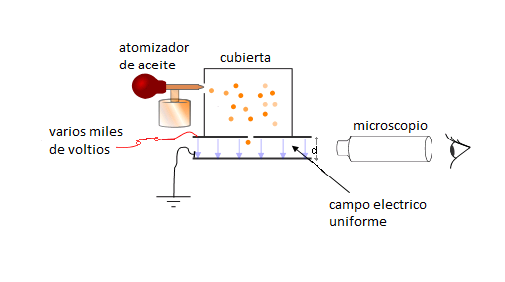 atomizador
de aceite
cubierta
varios miles
de voltios
microscopio
d
campo electrico
uniforme